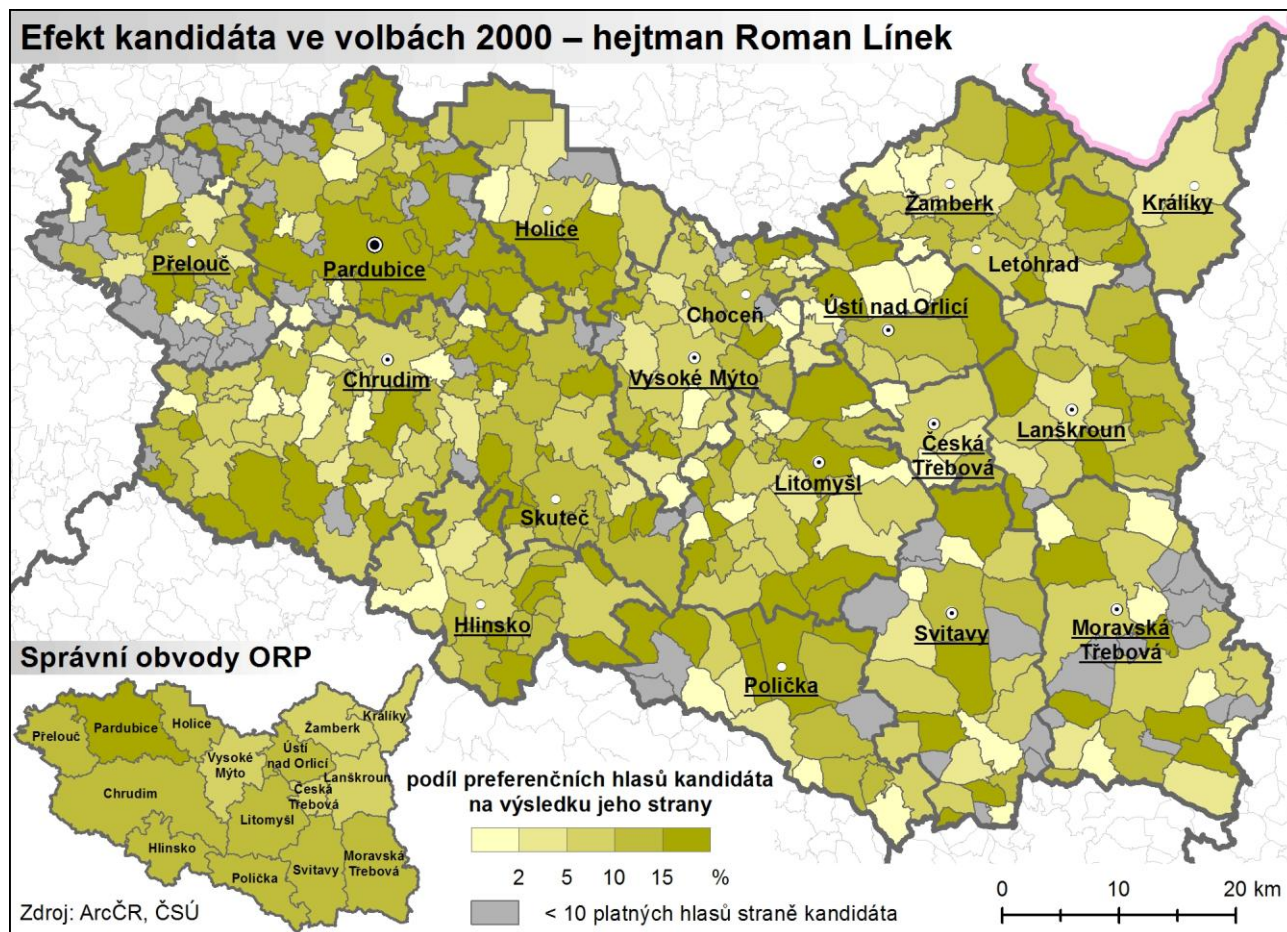 Efekt kandidáta ve volbách 2000 – hejtman Roman Línek
Žamberk
Králíky
Holice
Přelouč
Pardubice
Letohrad
Choceň
Ústí nad Orlicí
Chrudim
Vysoké Mýto
Lanškroun
Česká
Třebová
Litomyšl
Skuteč
Hlinsko
Svitavy
Moravská
Třebová
Polička
Správní obvody ORP
Přelouč
Pardubice
Holice
Žamberk
Králíky
Vysoké
Mýto
Ústí
nad Orlicí
Lanškroun
Česká
Třebová
Chrudim
Litomyšl
Hlinsko
Polička
Svitavy
Moravská
Třebová
Zdroj: ArcČR, ČSÚ
podíl preferenčních hlasů kandidáta
na výsledku jeho strany
2 5 10 15 %
< 10 platných hlasů straně kandidáta
0 10 20 km